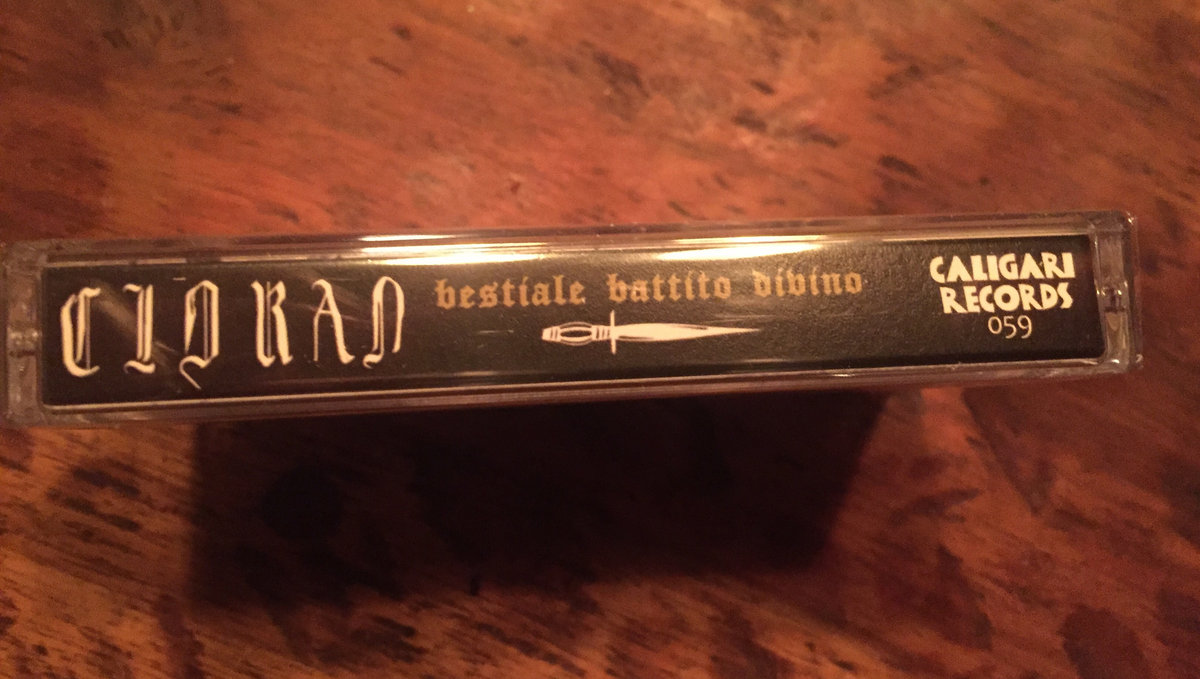 CIORAN
bestiale battito divino
CALIGARI
RECORDS
059